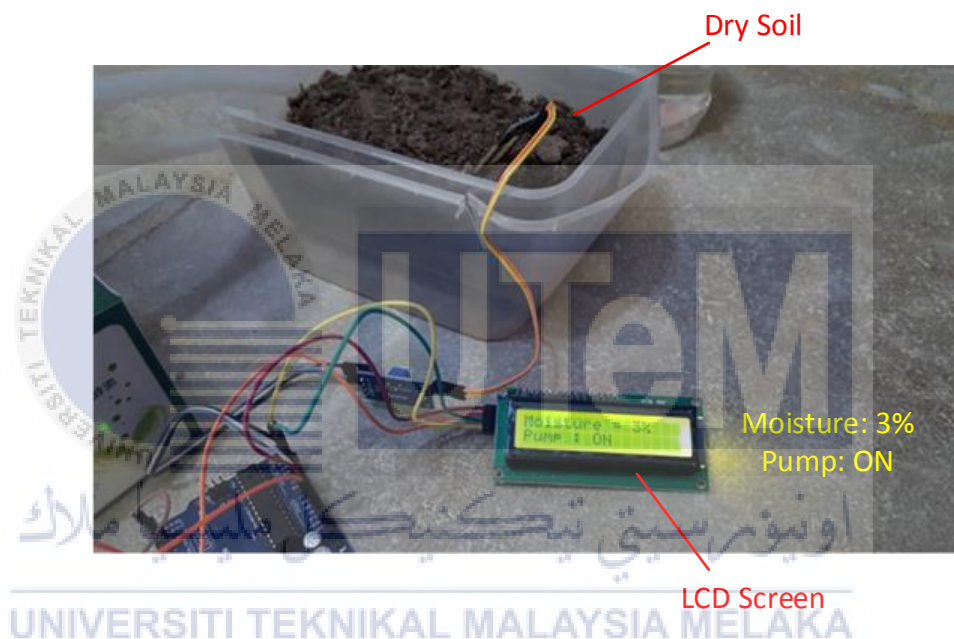 Dry Soil
UNIVERSITI TEKNIKAL MALAYSIA MELAKA
UTeM
Moisture = 3%
Pump : ON
Moisture: 3%
Pump: ON
اونيۏرسيتي تيكنيكل مليسيا ملاك
LCD Screen
UNIVERSITI TEKNIKAL MALAYSIA MELAKA